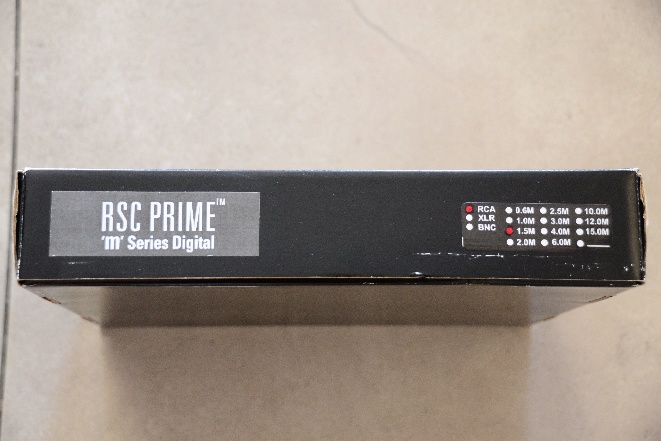 RSC PRIME™
'm' Series Digital
RCA
XLR
BNC
0.6M 2.5M 10.0M
1.0M 3.0M 12.0M
1.5M 4.0M 15.0M
2.0M 6.0M